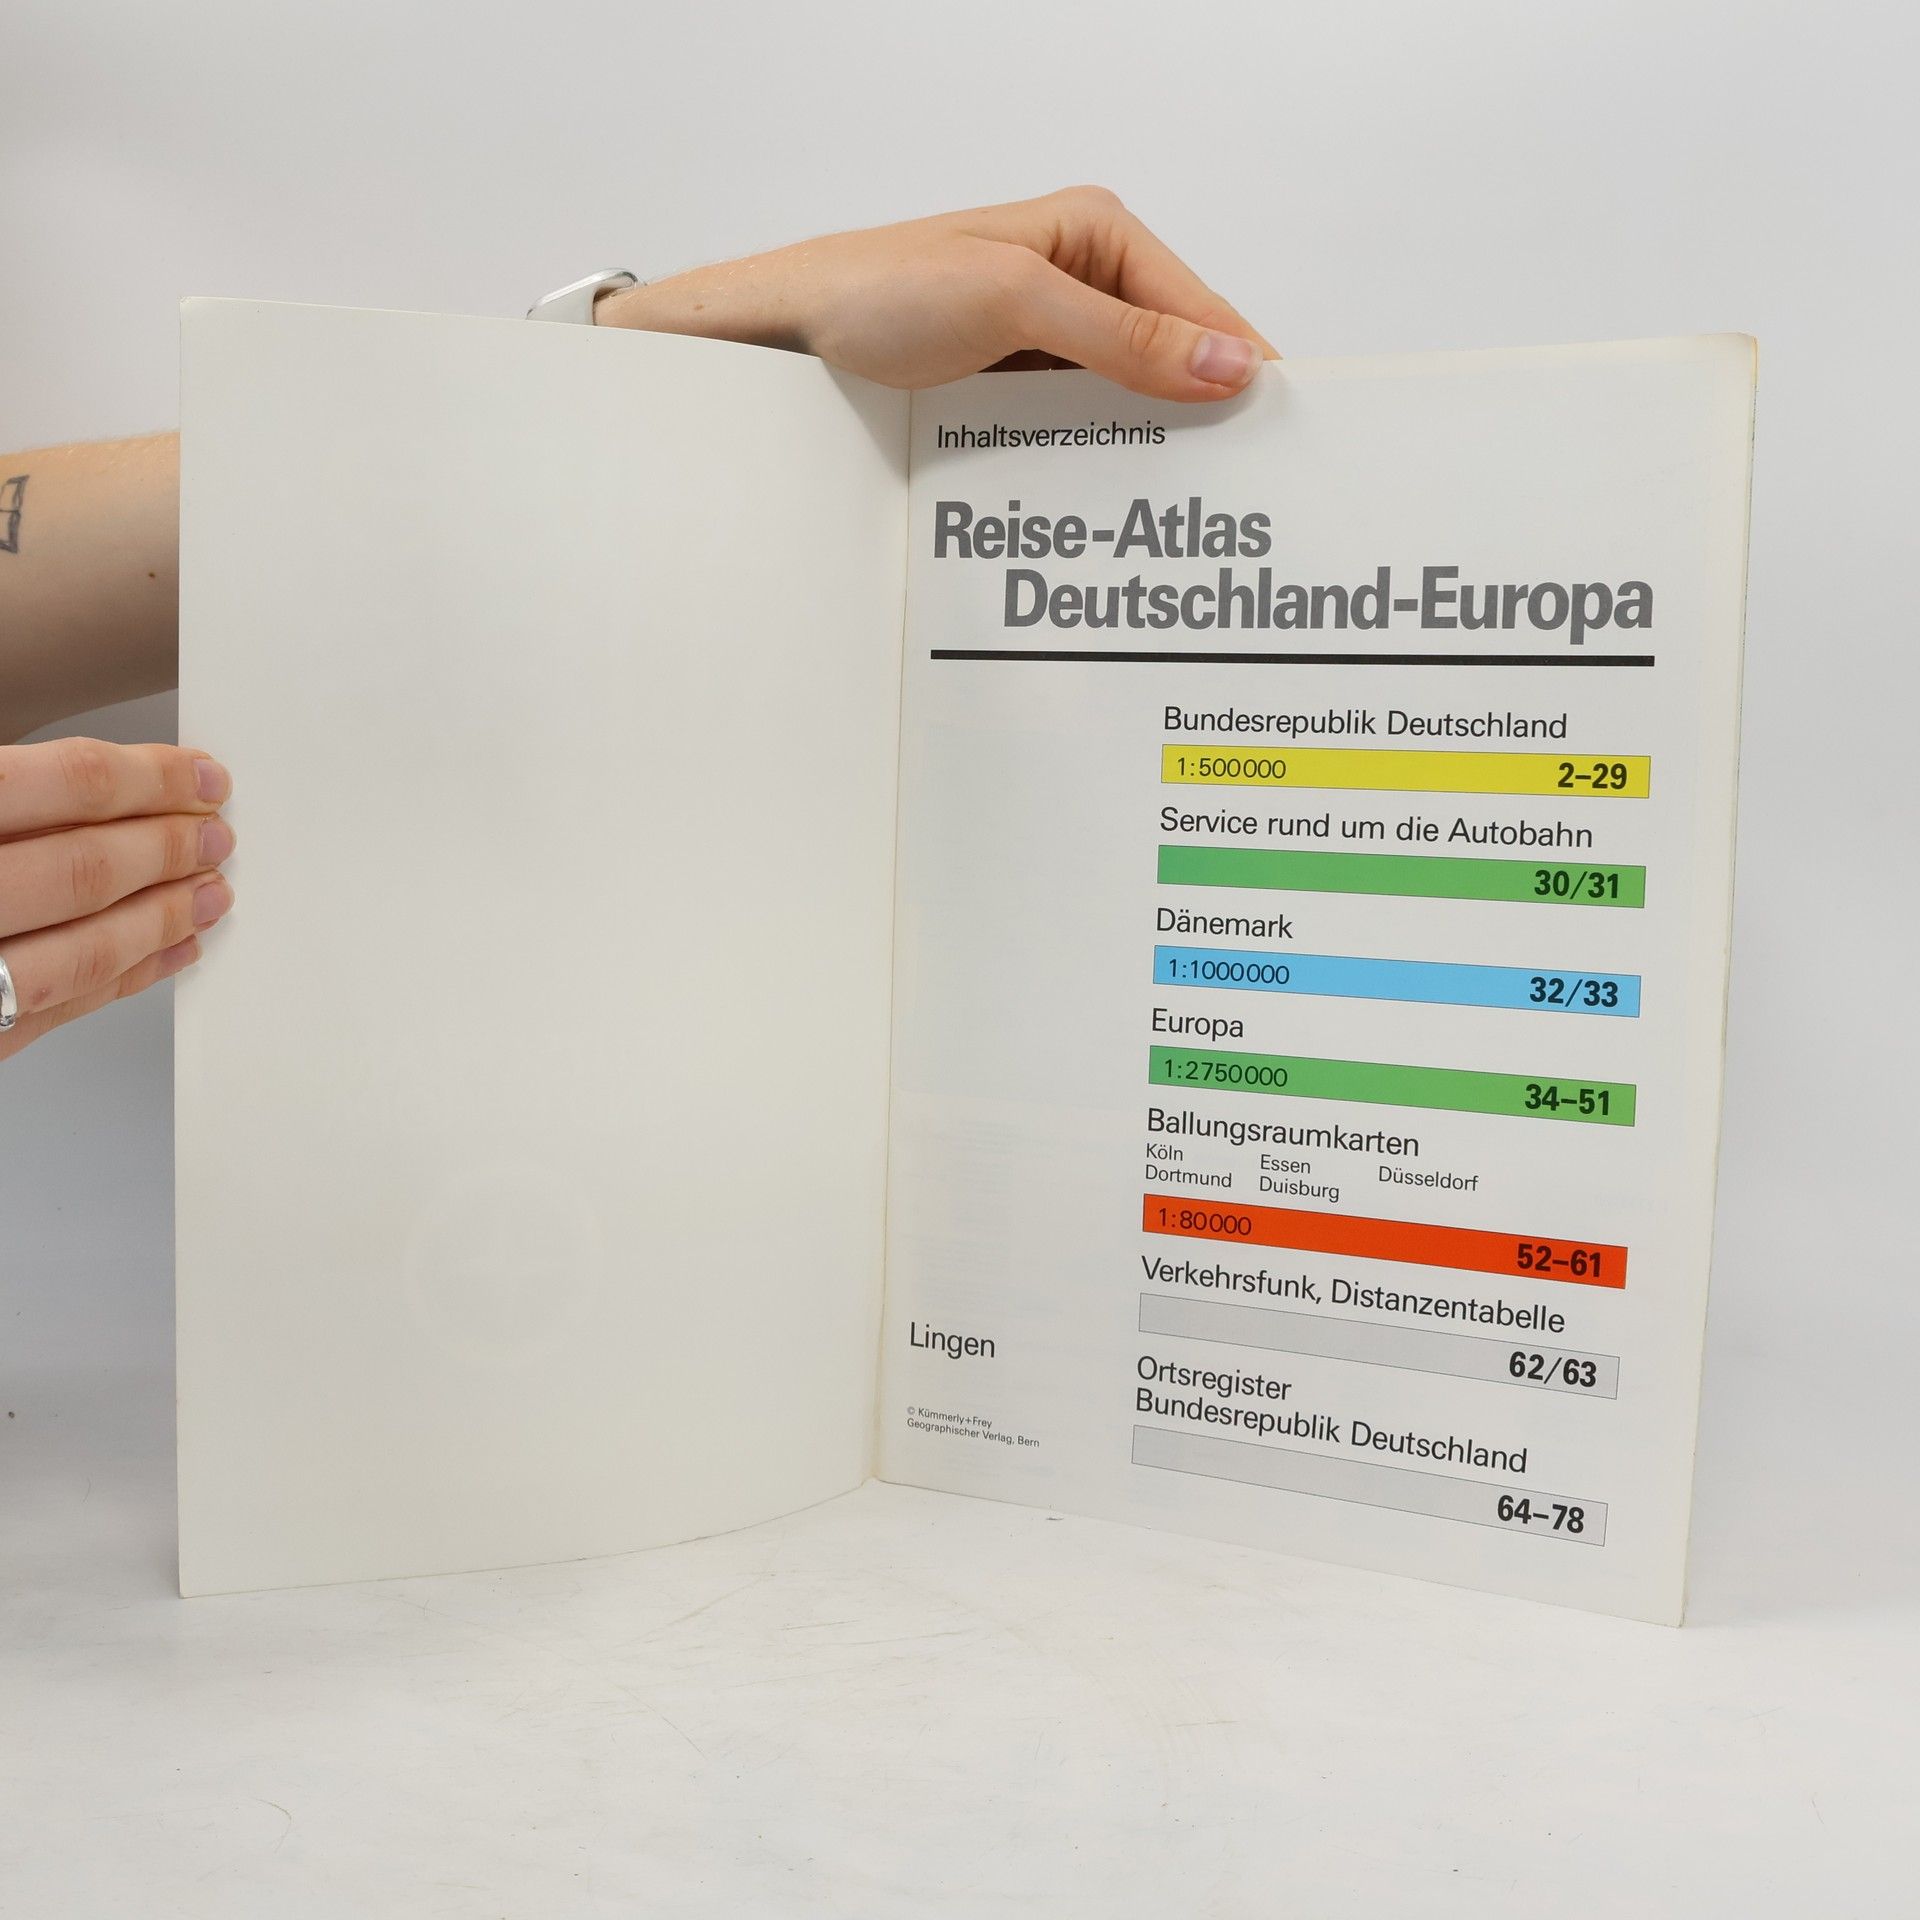 Inhaltsverzeichnis
Reise-Atlas
Deutschland-Europa
Bundesrepublik Deutschland
1:500000 2–29
Service rund um die Autobahn
30/31
Dänemark
1:1000000 32/33
Europa
1:2750000 34–51
Ballungsraumkarten
Köln Essen Düsseldorf
Dortmund Duisburg
1:80000 52–61
Verkehrsfunk, Distanzentabelle
62/63
Ortsregister
Bundesrepublik Deutschland
64–78
Lingen
© Kümmerly+Frey
Geographischer Verlag, Bern